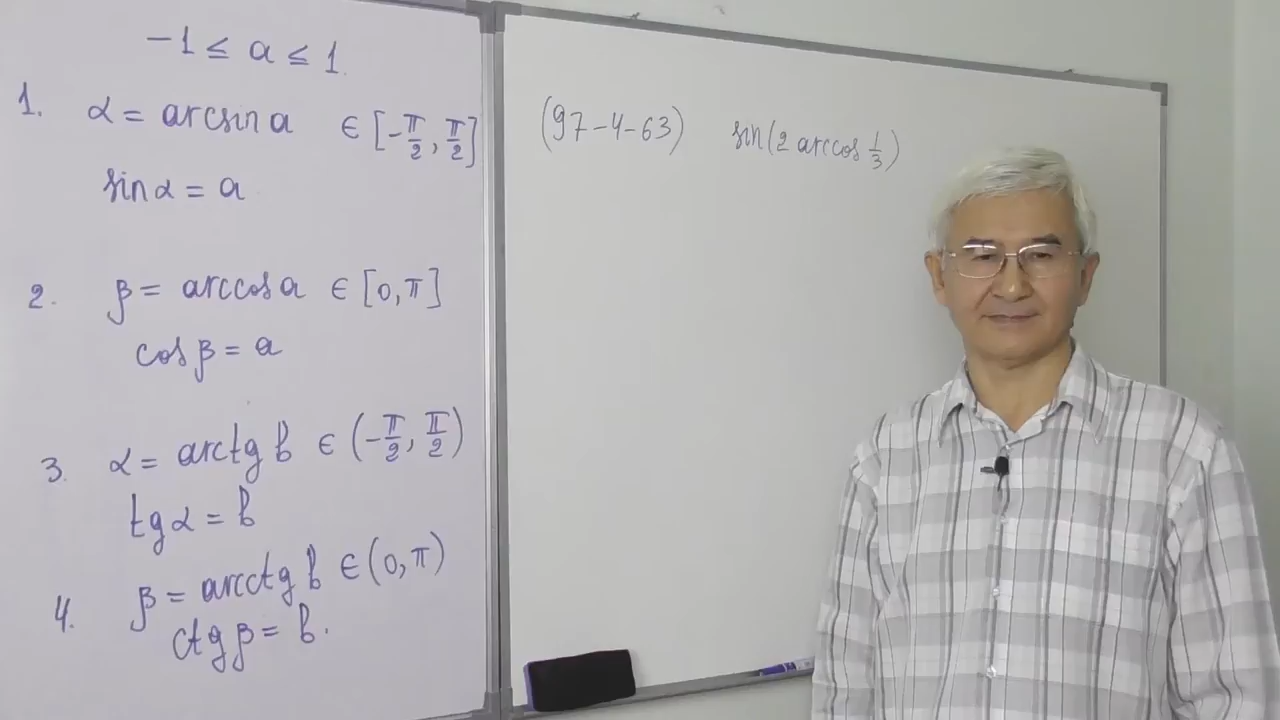 -1 ≤ a ≤ 1.
1. α = arcsin a ∈ [-π/2, π/2]
sin α = a
2. β = arccos a ∈ [0, π]
cos β = a
3. α = arctg b ∈ (-π/2, π/2)
tg α = b
4. β = arcctg b ∈ (0, π)
ctg β = b.
(97-4-63) sin(2 arccos 1/3)